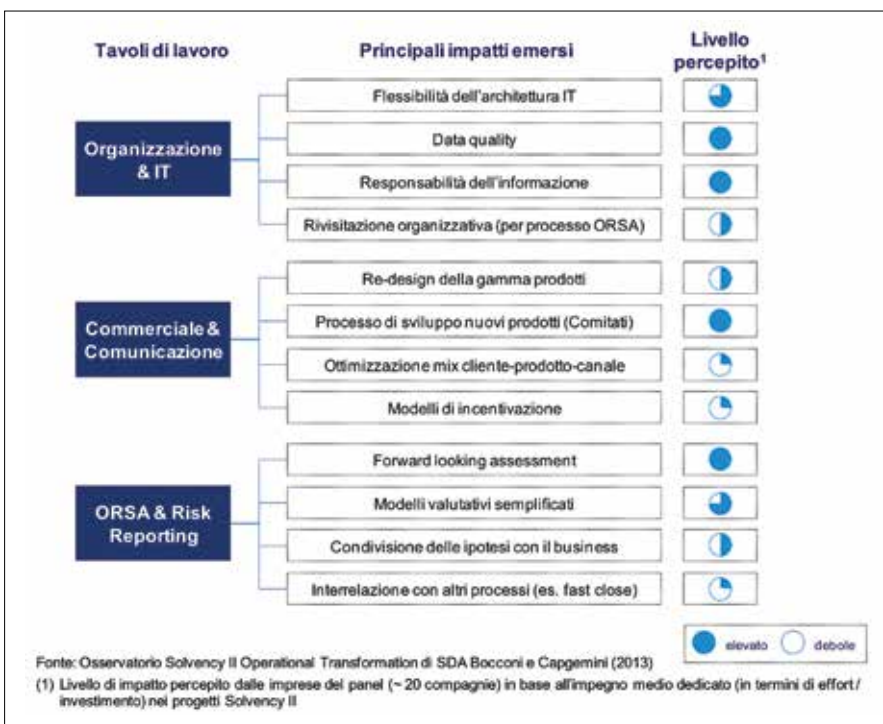 Tavoli di lavoro
Principali impatti emersi
Livello
percepito¹
Organizzazione
& IT
Flessibilità dell'architettura IT
Data quality
Responsabilità dell'informazione
Rivisitazione organizzativa (per processo ORSA)
Commerciale &
Comunicazione
Re-design della gamma prodotti
Processo di sviluppo nuovi prodotti (Comitati)
Ottimizzazione mix cliente-prodotto-canale
Modelli di incentivazione
ORSA & Risk
Reporting
Forward looking assessment
Modelli valutativi semplificati
Condivisione delle ipotesi con il business
Interrelazione con altri processi (es. fast close)
elevato debole
Fonte: Osservatorio Solvency II Operational Transformation di SDA Bocconi e Capgemini (2013)
(1) Livello di impatto percepito dalle imprese del panel (~ 20 compagnie) in base all'impegno medio dedicato (in termini di effort /
investimento) nei progetti Solvency II